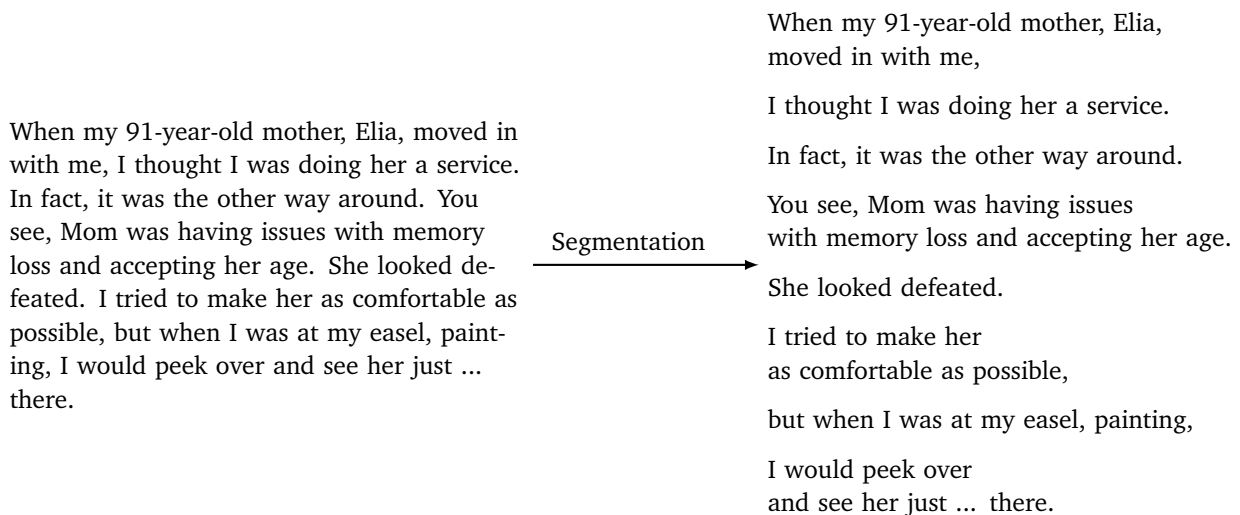 When my 91-year-old mother, Elia, moved in
with me, I thought I was doing her a service.
In fact, it was the other way around. You
see, Mom was having issues with memory
loss and accepting her age. She looked de-
feated. I tried to make her as comfortable as
possible, but when I was at my easel, paint-
ing, I would peek over and see her just ...
there.
Segmentation
When my 91-year-old mother, Elia,
moved in with me,
I thought I was doing her a service.
In fact, it was the other way around.
You see, Mom was having issues
with memory loss and accepting her age.
She looked defeated.
I tried to make her
as comfortable as possible,
but when I was at my easel, painting,
I would peek over
and see her just ... there.